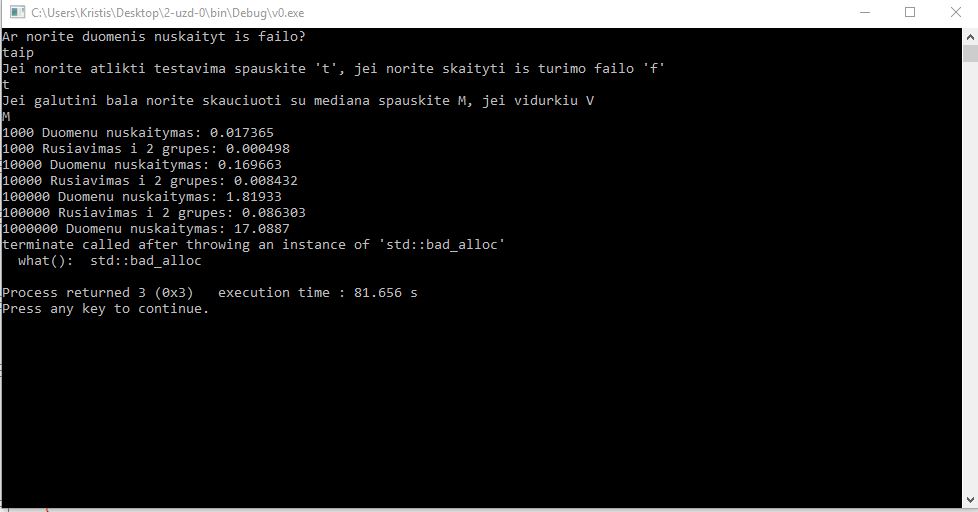 C:\Users\Kristis\Desktop\2-uzd-0\bin\Debug\v0.exe
Ar norite duomenis nuskaityt is failo?
taip
Jei norite atlikti testavima spauskite 't', jei norite skaityti is turimo failo 'f'
t
Jei galutini bala norite skauciuoti su mediana spauskite M, jei vidurkiu V
M
1000 Duomenu nuskaitymas: 0.017365
1000 Rusiavimas i 2 grupes: 0.000498
10000 Duomenu nuskaitymas: 0.169663
10000 Rusiavimas i 2 grupes: 0.008432
100000 Duomenu nuskaitymas: 1.81933
100000 Rusiavimas i 2 grupes: 0.086303
1000000 Duomenu nuskaitymas: 17.0887
terminate called after throwing an instance of 'std::bad_alloc'
  what():  std::bad_alloc
Process returned 3 (0x3)   execution time : 81.656 s
Press any key to continue.